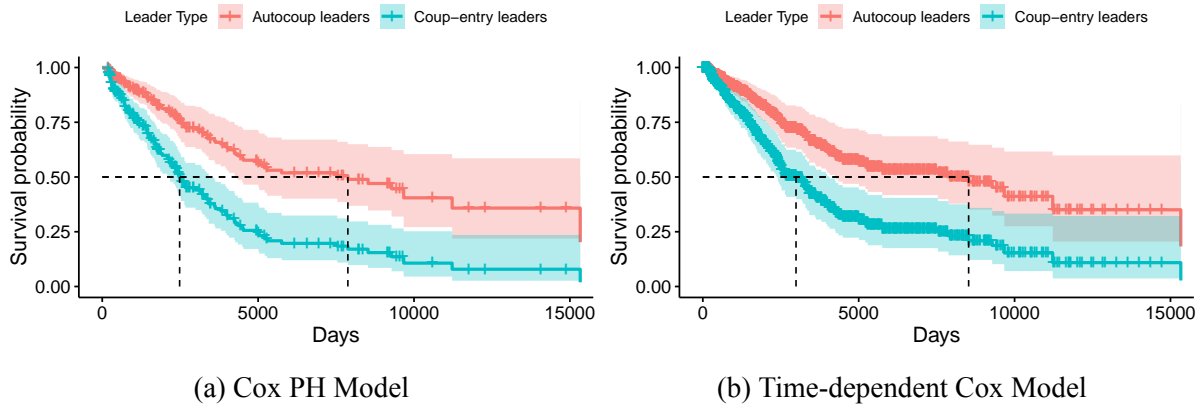 Leader Type Autocoup leaders Coup−entry leaders
Survival probability
1.00
0.75
0.50
0.25
0.00
0 5000 10000 15000
Days
(a) Cox PH Model
Leader Type Autocoup leaders Coup−entry leaders
Survival probability
1.00
0.75
0.50
0.25
0.00
0 5000 10000 15000
Days
(b) Time-dependent Cox Model